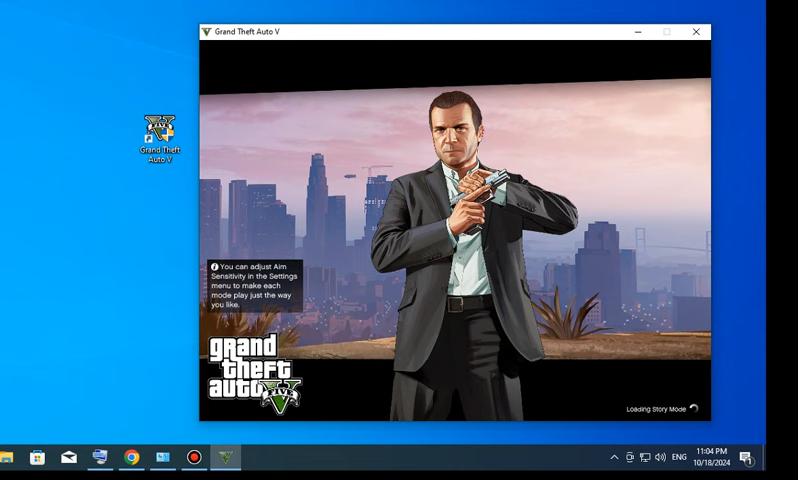 Grand Theft Auto V
Grand Theft
Auto V
You can adjust Aim
Sensitivity in the Settings
menu to make each
mode play just the way
you like.
grand
theft
auto V
FIVE
Loading Story Mode
ENG
11:04 PM
10/18/2024
1